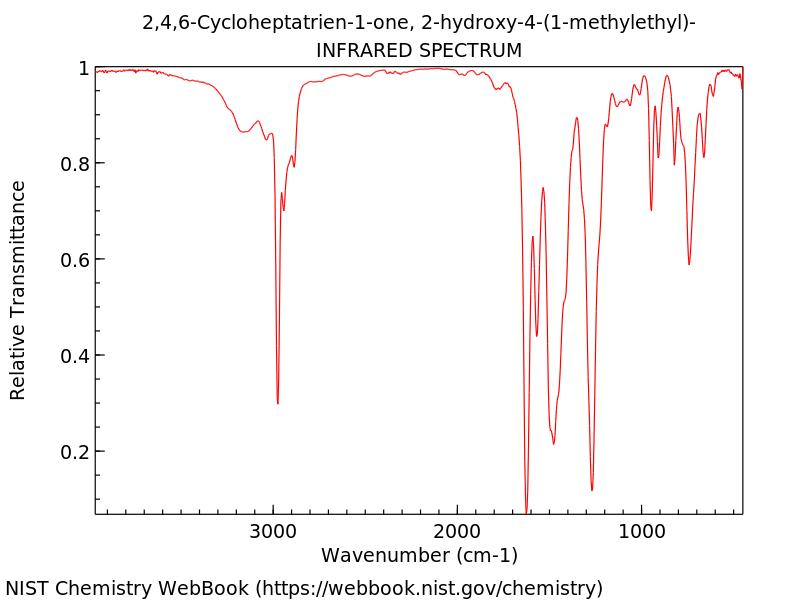 2,4,6-Cycloheptatrien-1-one, 2-hydroxy-4-(1-methylethyl)-
INFRARED SPECTRUM
1
0.8
0.6
0.4
0.2
Relative Transmittance
3000 2000 1000
Wavenumber (cm-1)
NIST Chemistry WebBook (https://webbook.nist.gov/chemistry)